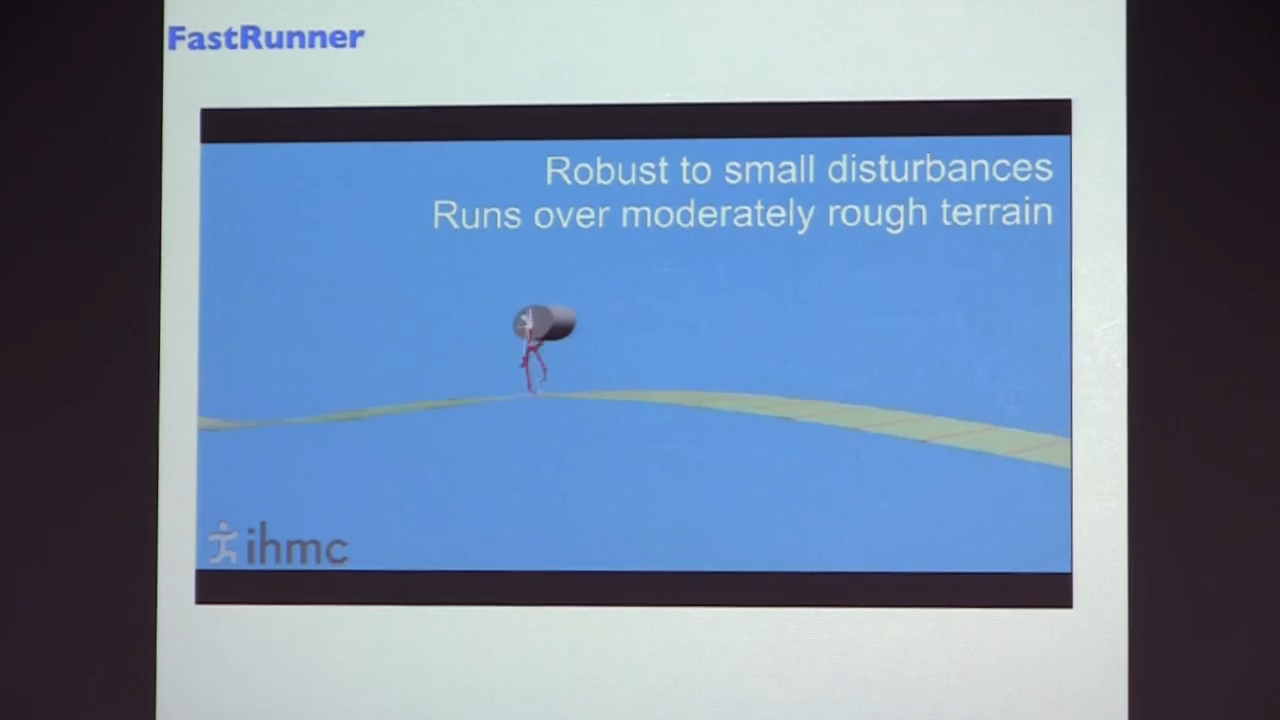 FastRunner
Robust to small disturbances
Runs over moderately rough terrain
ihmc